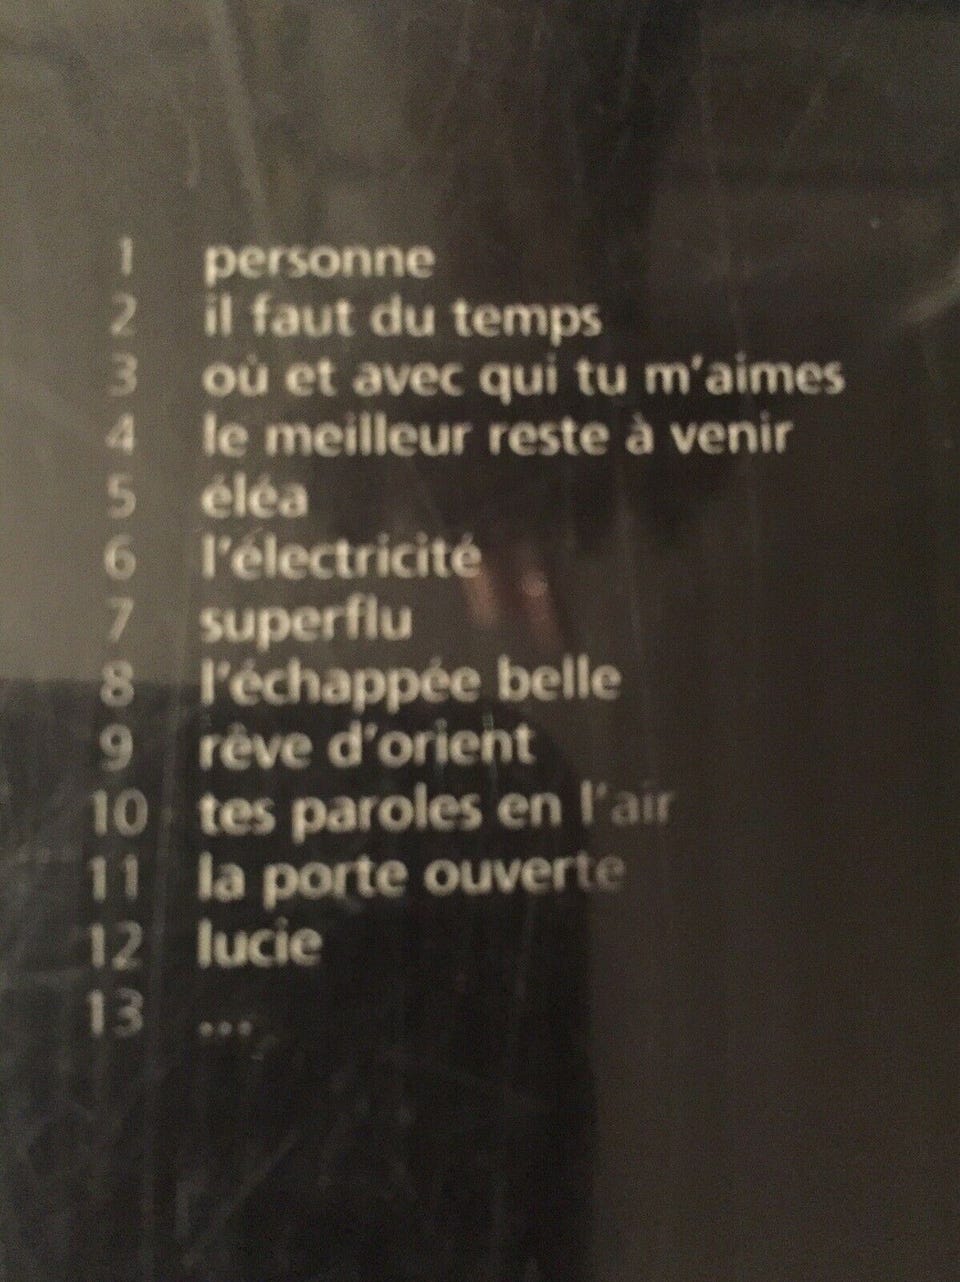 1 personne
2 il faut du temps
3 où et avec qui tu m'aimes
4 le meilleur reste à venir
5 éléa
6 l'électricité
7 superflu
8 l'échappée belle
9 rêve d'orient
10 tes paroles en l'air
11 la porte ouverte
12 lucie
13 ...